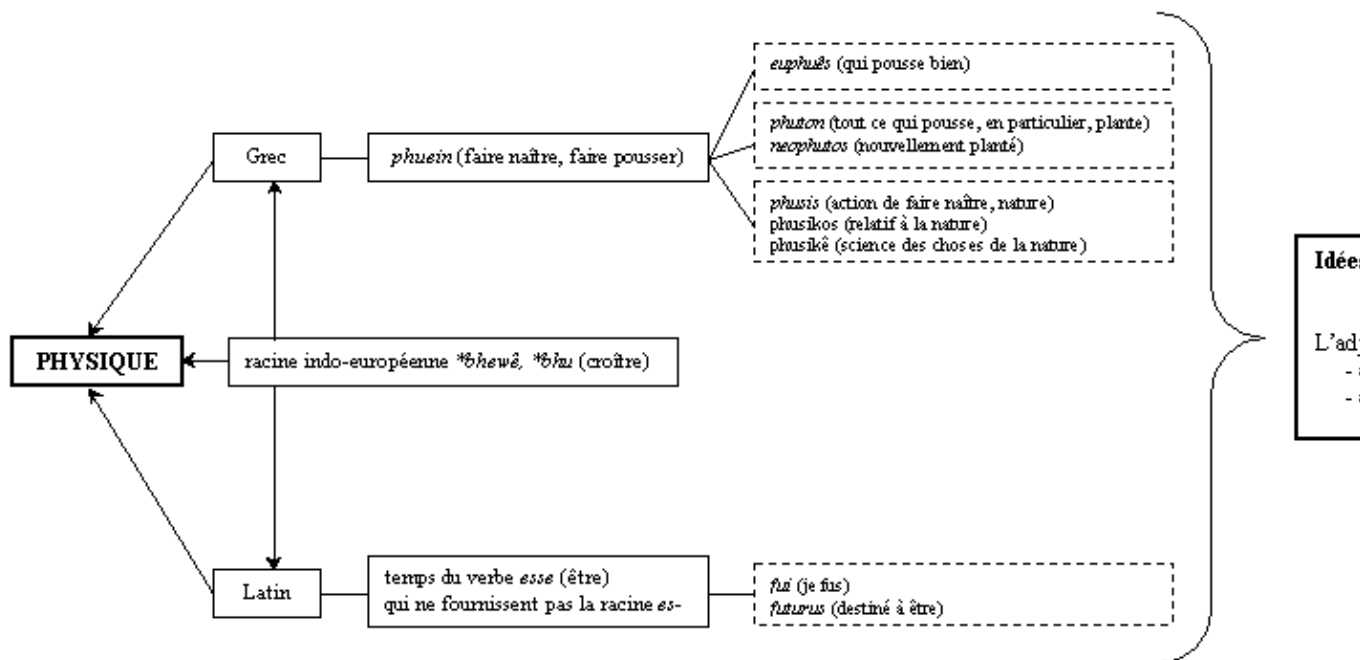 euphuês (qui pousse bien)
phuton (tout ce qui pousse, en particulier, plante)
neophutos (nouvellement planté)
Grec
phuein (faire naître, faire pousser)
phusis (action de faire naître, nature)
phusikos (relatif à la nature)
phusikê (science des choses de la nature)
PHYSIQUE
racine indo-européenne *bhewê, *bhu (croître)
Idées
L'adj
Latin
temps du verbe esse (être)
qui ne fournissent pas la racine es-
fui (je fus)
futurus (destiné à être)